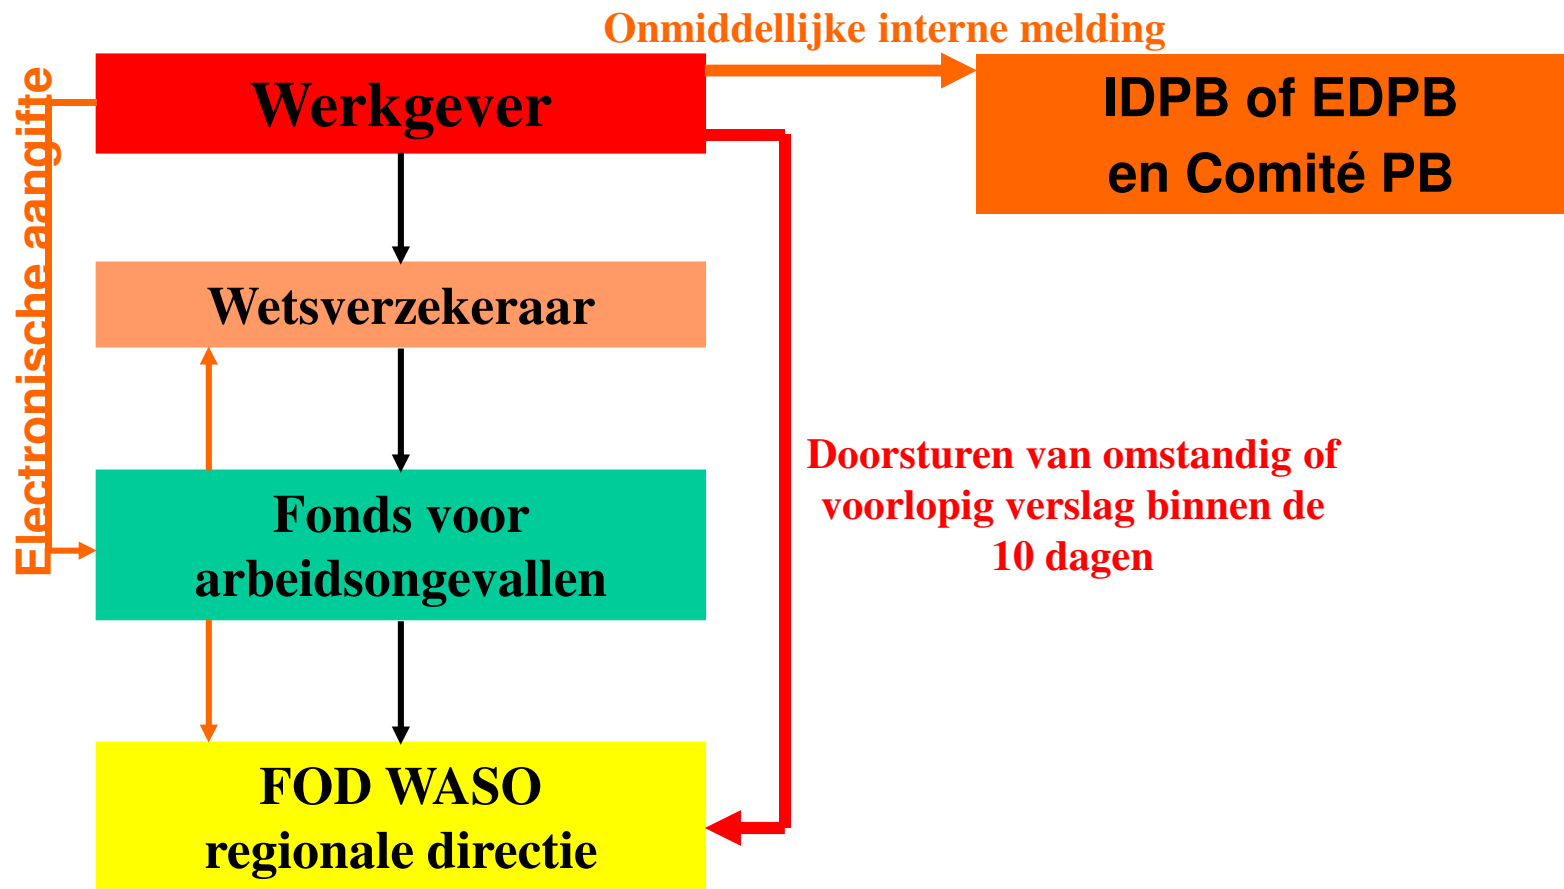 Onmiddellijke interne melding
Werkgever
IDPB of EDPB
en Comité PB
Electronische aangifte
Wetsverzekeraar
Doorsturen van omstandig of
voorlopig verslag binnen de
10 dagen
Fonds voor
arbeidsongevallen
FOD WASO
regionale directie